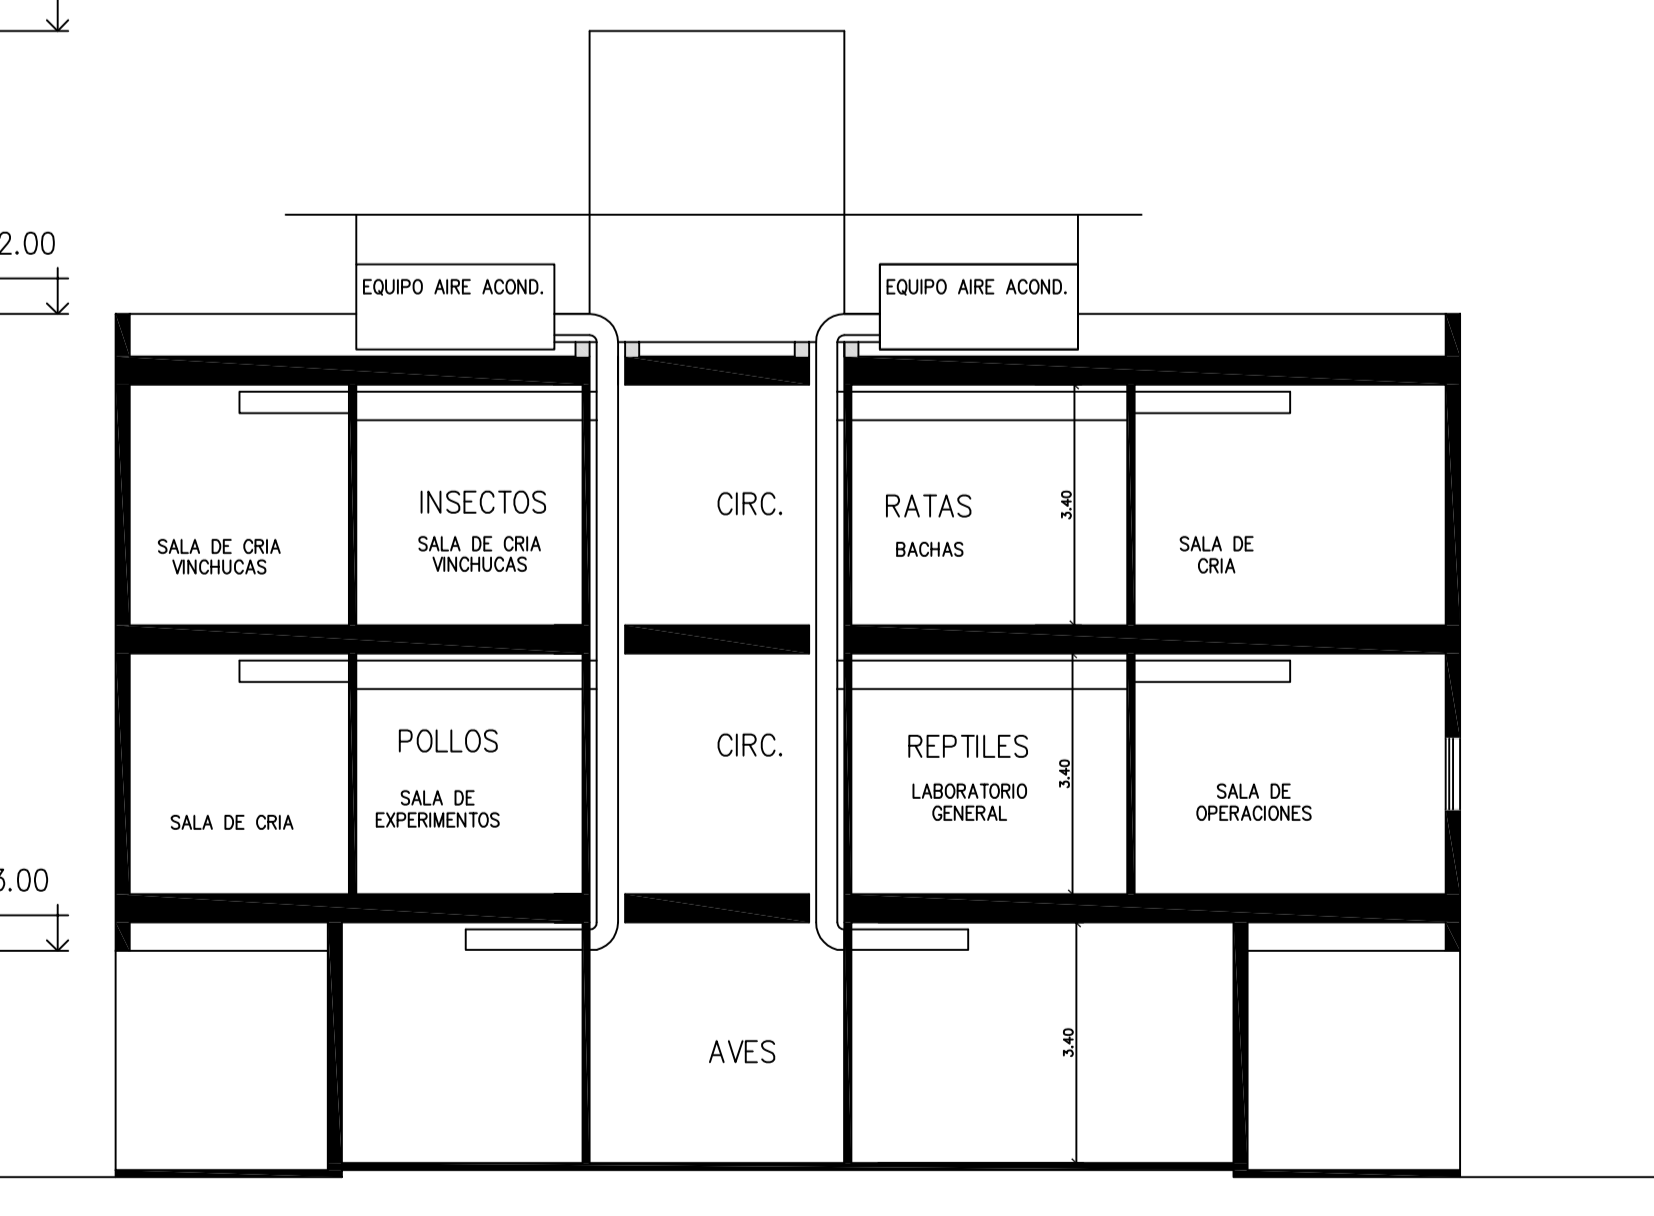 2.00
EQUIPO AIRE ACOND.
EQUIPO AIRE ACOND.
INSECTOS
SALA DE CRIA
VINCHUCAS
SALA DE CRIA
VINCHUCAS
CIRC.
RATAS
BACHAS
3.40
SALA DE
CRIA
POLLOS
SALA DE
EXPERIMENTOS
SALA DE CRIA
CIRC.
REPTILES
LABORATORIO
GENERAL
3.40
SALA DE
OPERACIONES
3.00
AVES
3.40